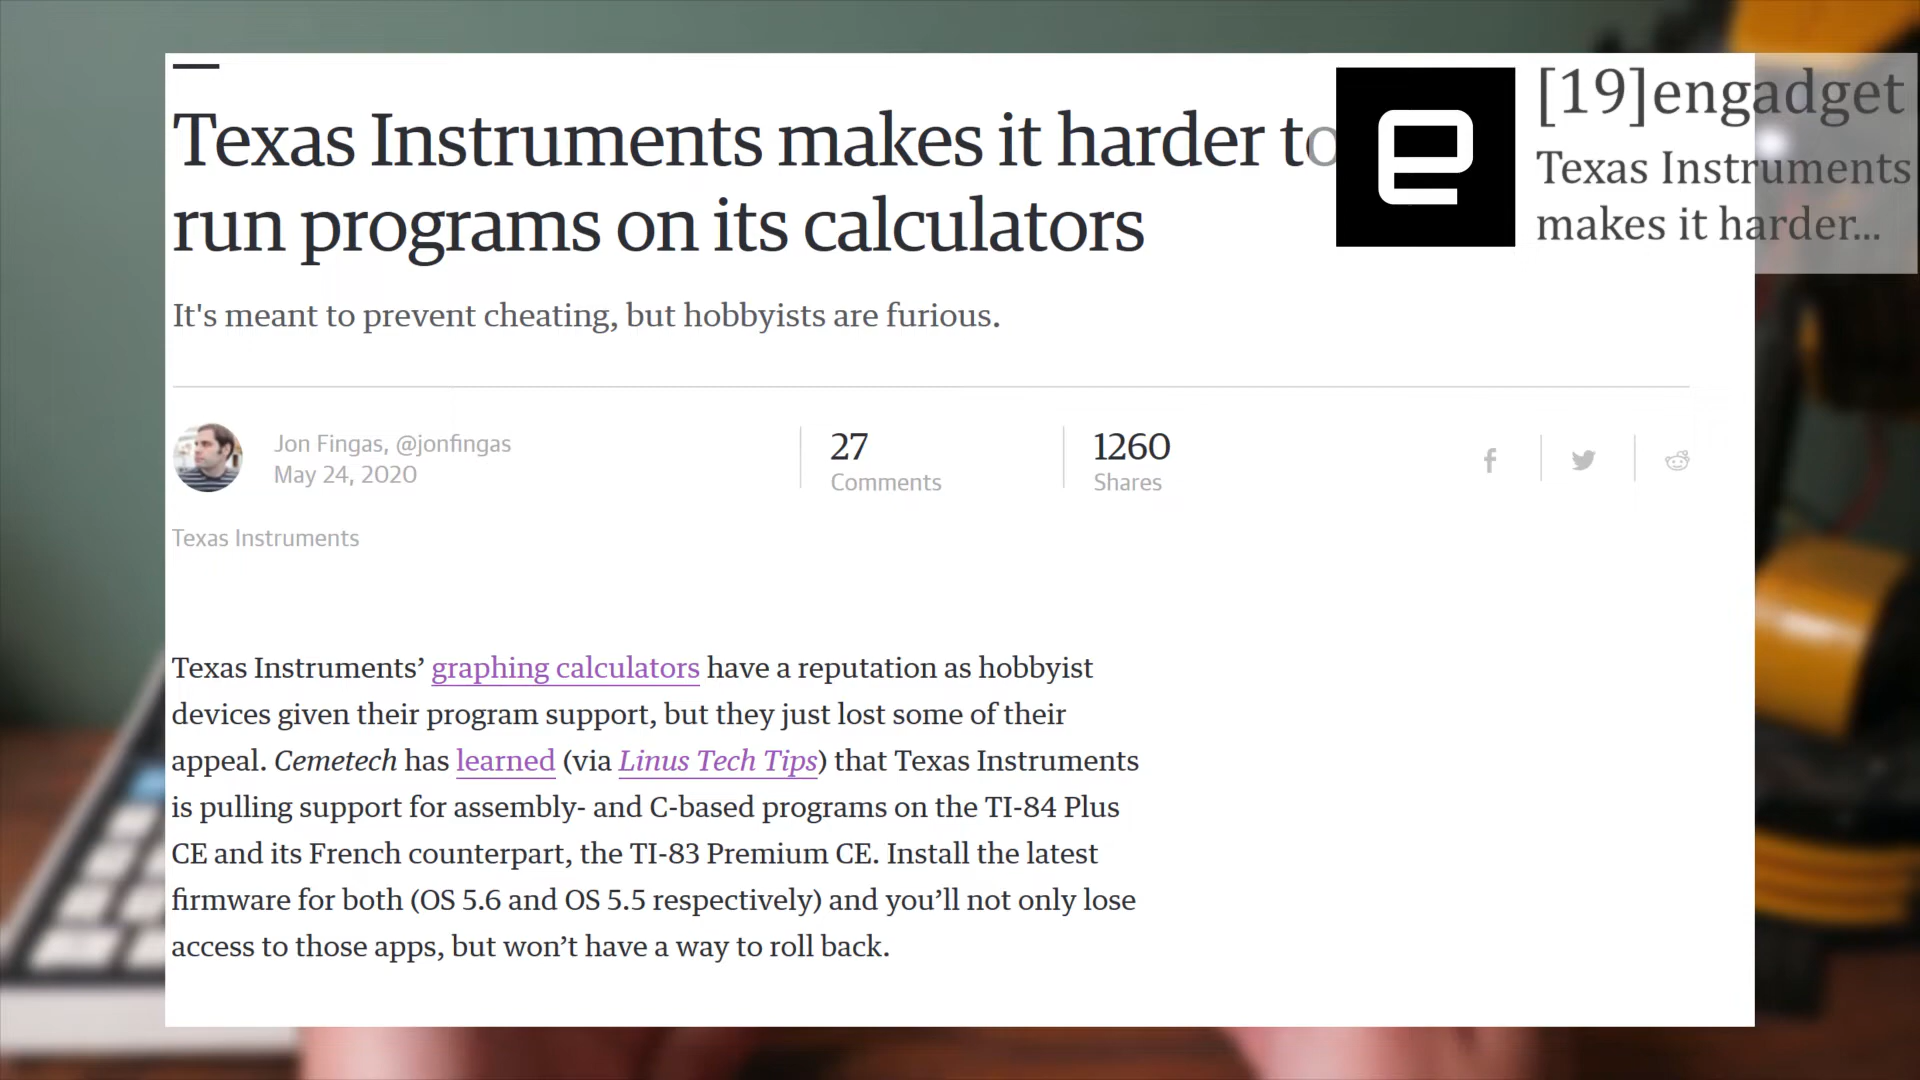 Texas Instruments makes it harder to
run programs on its calculators
It's meant to prevent cheating, but hobbyists are furious.
Jon Fingas, @jonfingas
May 24, 2020
27
Comments
1260
Shares
Texas Instruments
Texas Instruments’ graphing calculators have a reputation as hobbyist
devices given their program support, but they just lost some of their
appeal. Cemetech has learned (via Linus Tech Tips) that Texas Instruments
is pulling support for assembly- and C-based programs on the TI-84 Plus
CE and its French counterpart, the TI-83 Premium CE. Install the latest
firmware for both (OS 5.6 and OS 5.5 respectively) and you’ll not only lose
access to those apps, but won’t have a way to roll back.
[19]engadget
Texas Instruments
makes it harder...